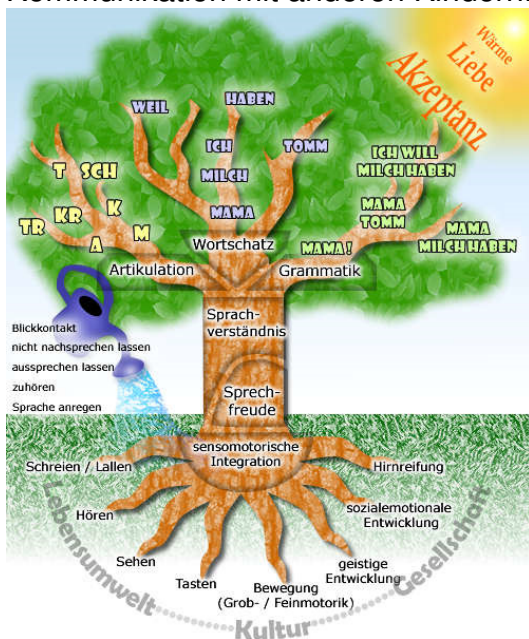 Kommunikation mit anderen Kindern
Wärme
Liebe
Akzeptanz
WEIL
HABEN
ICH
TOMM
MILCH
MAMA
T
SCH
K
KR
TR
A
M
ICH WILL
MILCH HABEN
MAMA
TOMM
MAMA !
MAMA
MILCH HABEN
Wortschatz
Artikulation
Grammatik
Sprach-
verständnis
Blickkontakt
nicht nachsprechen lassen
aussprechen lassen
zuhören
Sprache anregen
Sprech-
freude
sensomotorische
Integration
Schreien / Lallen
Hirnreifung
Hören
sozialemotionale
Entwicklung
Sehen
geistige
Entwicklung
Tasten
Bewegung
(Grob- / Feinmotorik)
Lebensumwelt
Kultur
Gesellschaft